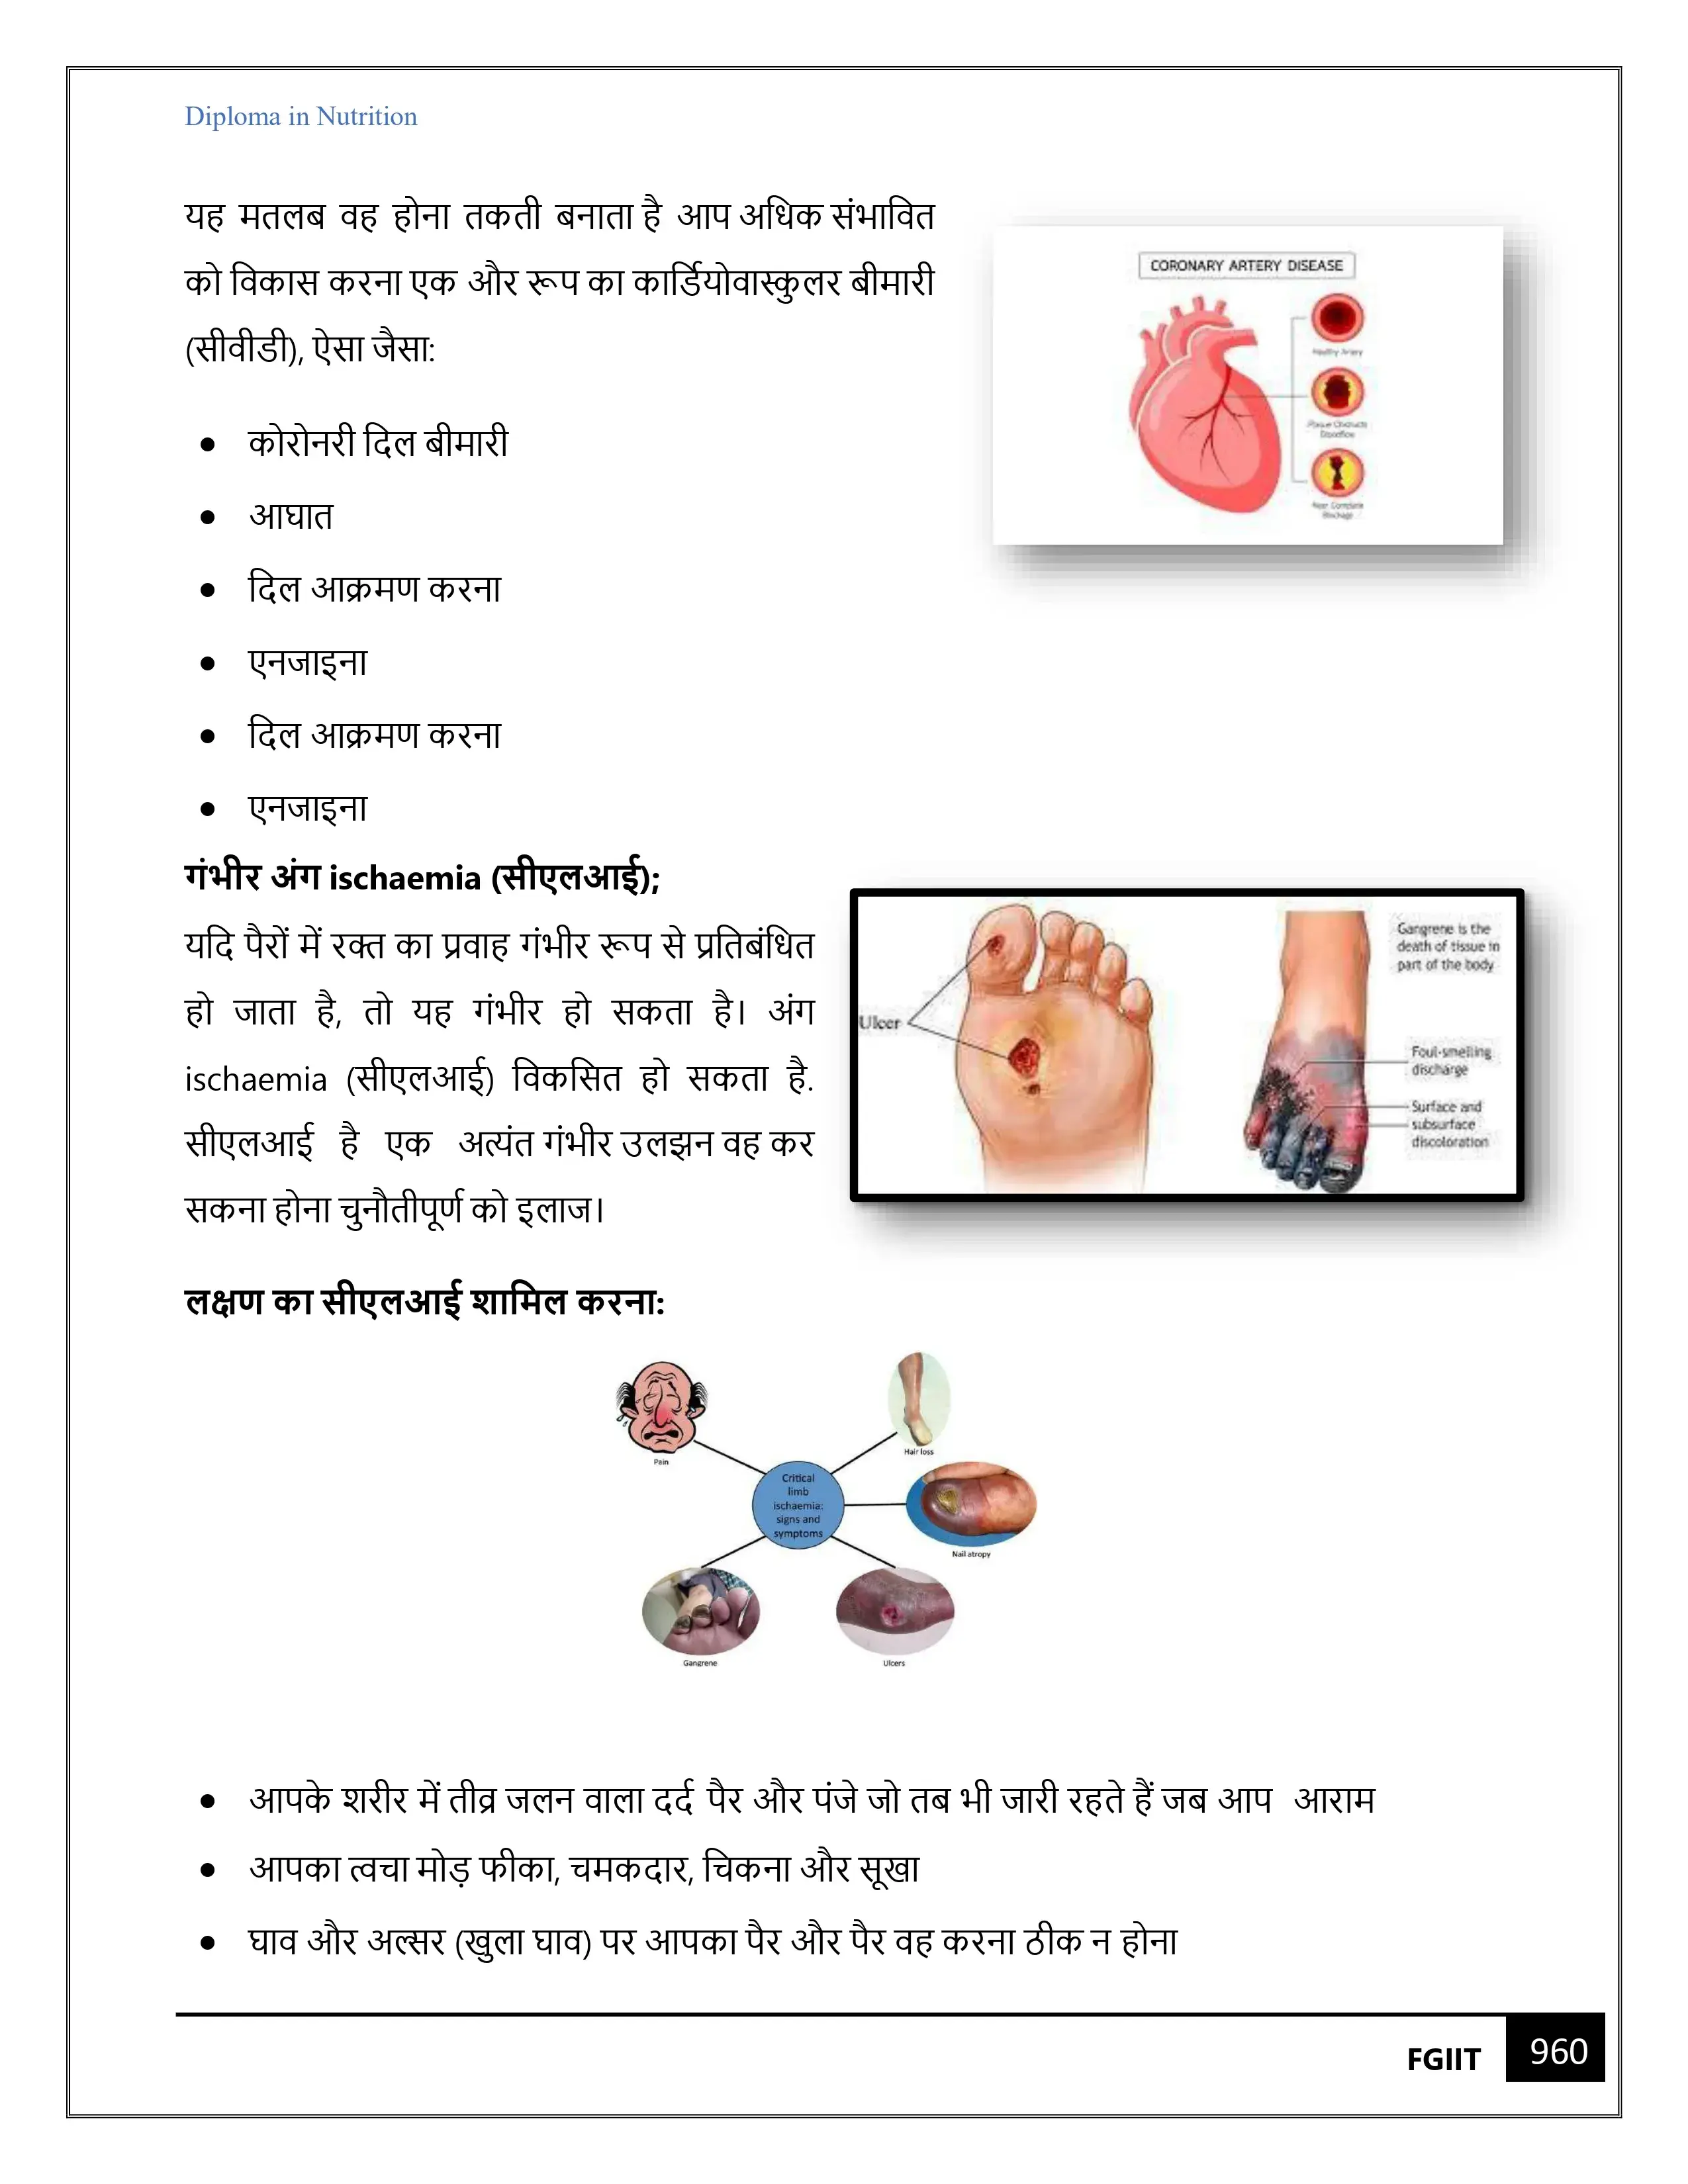 Diploma in Nutrition
यह मतलब वह होना तकती बनाता है आप अधिक संभावित
को विकास करना एक और रूप का कार्डियोवास्कुलर बीमारी
(सीवीडी), ऐसा जैसा:
• कोरोनरी दिल बीमारी
• आघात
• दिल आक्रमण करना
• एनजाइना
• दिल आक्रमण करना
• एनजाइना
CORONARY ARTERY DISEASE
Healthy Artery
Plaque Obstructs
Bloodflow
Near Complete
Blockage
गंभीर अंग ischaemia (सीएलआई);
यदि पैरों में रक्त का प्रवाह गंभीर रूप से प्रतिबंधित
हो जाता है, तो यह गंभीर हो सकता है। अंग
ischaemia (सीएलआई) विकसित हो सकता है.
सीएलआई है एक अत्यंत गंभीर उलझन वह कर
सकना होना चुनौतीपूर्ण को इलाज।
Ulcer
Gangrene is the
death of tissue in
part of the body
Foul-smelling
discharge
Surface and
subsurface
discoloration
लक्षण का सीएलआई शामिल करना:
Pain
Hair loss
Critical
limb
ischaemia:
signs and
symptoms
Nail atropy
Gangrene
Ulcers
• आपके शरीर में तीव्र जलन वाला दर्द पैर और पंजे जो तब भी जारी रहते हैं जब आप आराम
• आपका त्वचा मोड़ फीका, चमकदार, चिकना और सूखा
• घाव और अल्सर (खुला घाव) पर आपका पैर और पैर वह करना ठीक न होना
FGIIT 960